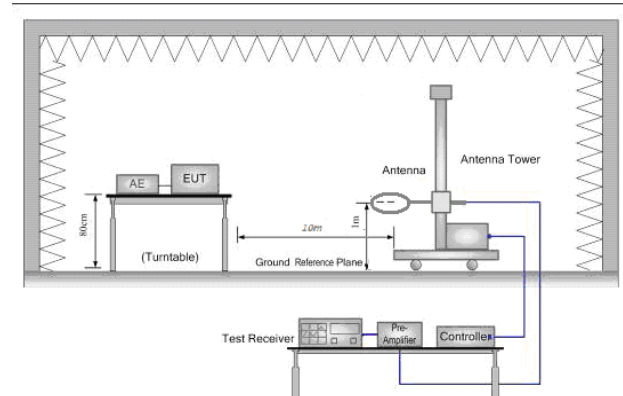 Antenna Tower
Antenna
AE
EUT
80cm
(Turntable)
10m
1m
Ground Reference Plane
Test Receiver
Pre-
Amplifier
Controller